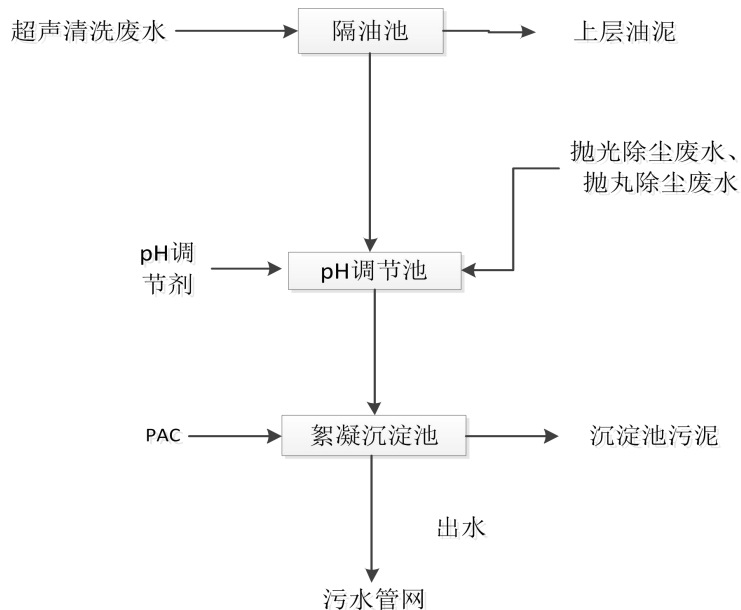 超声清洗废水
隔油池
上层油泥
抛光除尘废水、
抛丸除尘废水
pH调
节剂
pH调节池
PAC
絮凝沉淀池
沉淀池污泥
出水
污水管网